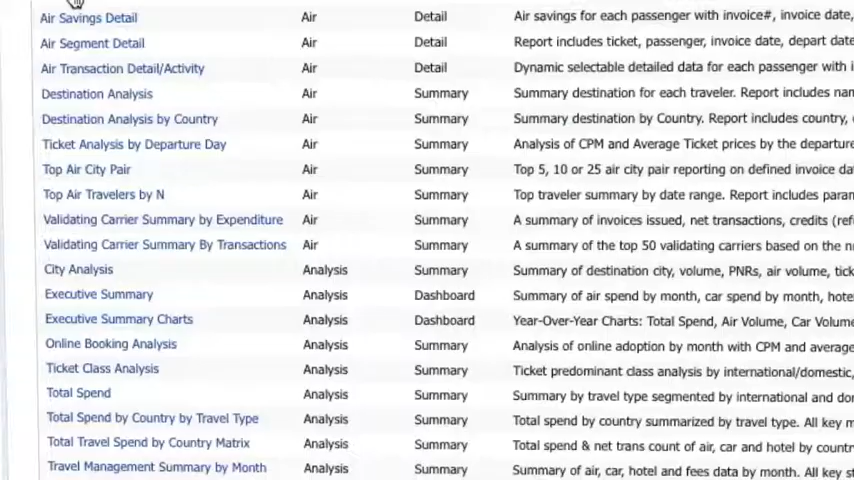 Air Savings Detail Air Detail Air savings for each passenger with invoice#, invoice date,
Air Segment Detail Air Detail Report includes ticket, passenger, invoice date, depart date
Air Transaction Detail/Activity Air Detail Dynamic selectable detailed data for each passenger with i
Destination Analysis Air Summary Summary destination for each traveler. Report includes nam
Destination Analysis by Country Air Summary Summary destination by Country. Report includes country,
Ticket Analysis by Departure Day Air Summary Analysis of CPM and Average Ticket prices by the departure
Top Air City Pair Air Summary Top 5, 10 or 25 air city pair reporting on defined invoice da
Top Air Travelers by N Air Summary Top traveler summary by date range. Report includes param
Validating Carrier Summary by Expenditure Air Summary A summary of invoices issued, net transactions, credits (ref
Validating Carrier Summary By Transactions Air Summary A summary of the top 50 validating carriers based on the n
City Analysis Analysis Summary Summary of destination city, volume, PNRs, air volume, tick
Executive Summary Analysis Dashboard Summary of air spend by month, car spend by month, hote
Executive Summary Charts Analysis Dashboard Year-Over-Year Charts: Total Spend, Air Volume, Car Volume
Online Booking Analysis Analysis Summary Analysis of online adoption by month with CPM and average
Ticket Class Analysis Analysis Summary Ticket predominant class analysis by international/domestic,
Total Spend Analysis Summary Summary by travel type segmented by international and dom
Total Spend by Country by Travel Type Analysis Summary Total spend by country summarized by travel type. All key m
Total Travel Spend by Country Matrix Analysis Summary Total spend & net trans count of air, car and hotel by countr
Travel Management Summary by Month Analysis Summary Summary of air, car, hotel and fees data by month. All key st